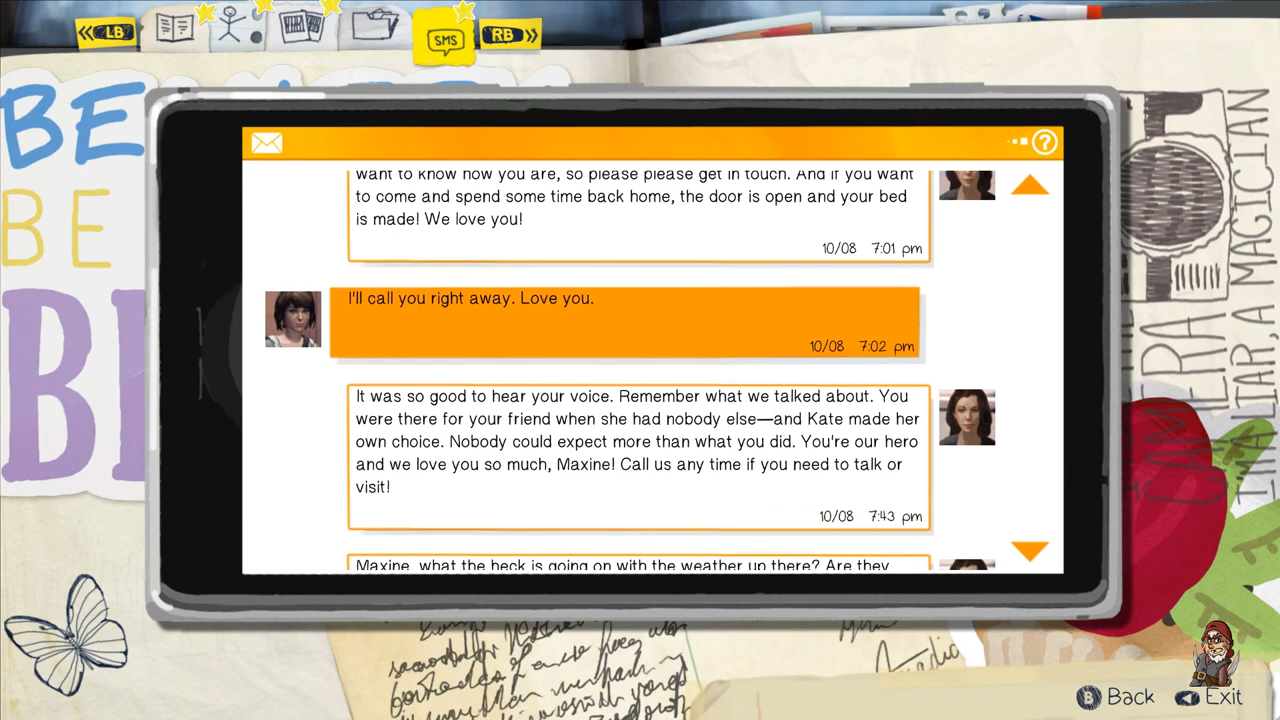 LB
SMS
RB
BE
BE
want to know how you are, so please please get in touch. And if you want
to come and spend some time back home, the door is open and your bed
is made! We love you!
10/08 7:01 pm
I'll call you right away. Love you.
10/08 7:02 pm
It was so good to hear your voice. Remember what we talked about. You
were there for your friend when she had nobody else—and Kate made her
own choice. Nobody could expect more than what you did. You're our hero
and we love you so much, Maxine! Call us any time if you need to talk or
visit!
10/08 7:43 pm
Maxine, what the heck is going on with the weather up there? Are they
A MAGICIAN
B Back
Exit